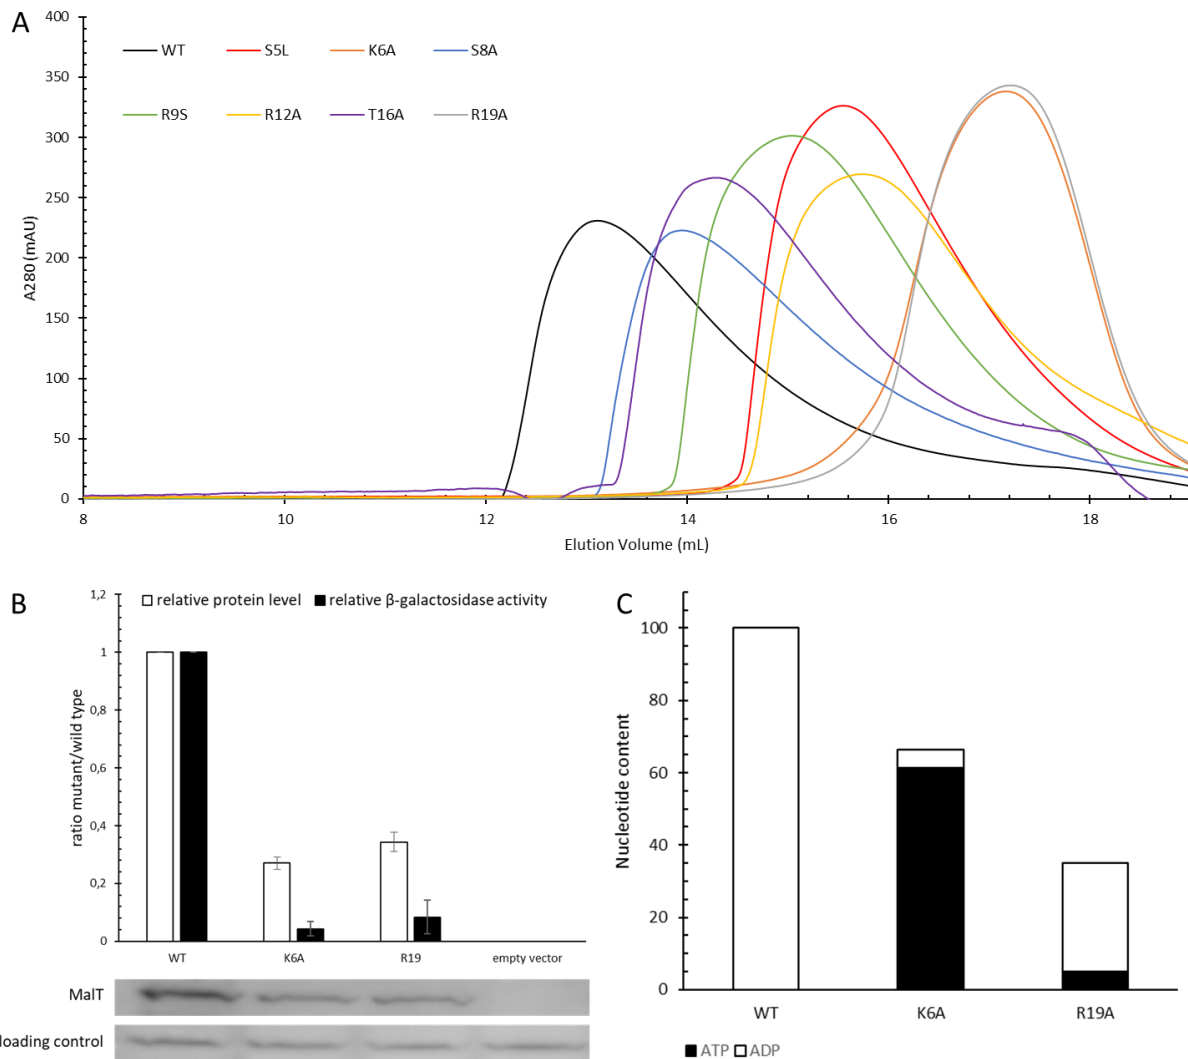 A
400
350
300
250
200
150
100
50
0
A280 (mAU)
WT S5L K6A S8A
R9S R12A T16A R19A
8 10 12 14 16 18
Elution Volume (mL)
B
1,2
1
0,8
0,6
0,4
0,2
0
ratio mutant/wild type
relative protein level relative β-galactosidase activity
WT K6A R19 empty vector
MalT
loading control
C
100
80
60
40
20
0
Nucleotide content
WT K6A R19A
ATP ADP